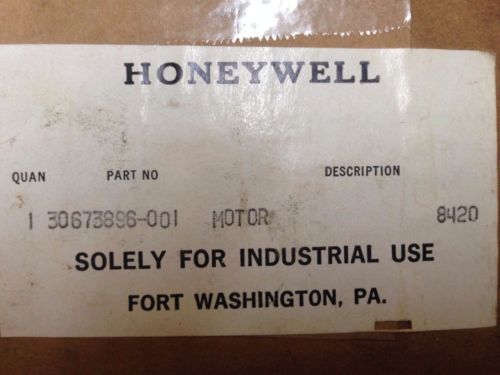 HONEYWELL
QUAN PART NO DESCRIPTION
1 30673896-001 MOTOR 8420
SOLELY FOR INDUSTRIAL USE
FORT WASHINGTON, PA.